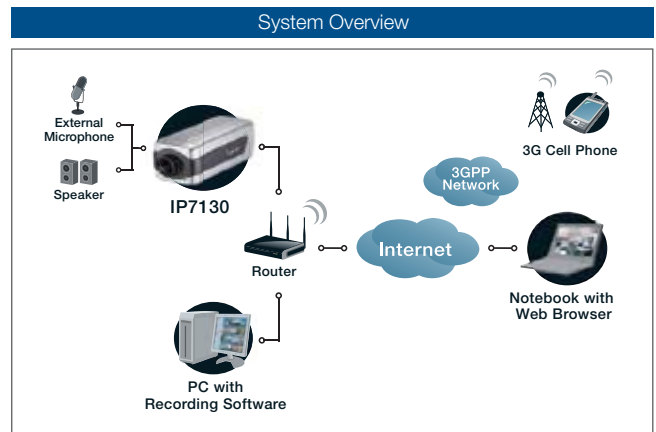 System Overview
External
Microphone
Speaker
IP7130
Router
PC with
Recording Software
Internet
3GPP
Network
3G Cell Phone
Notebook with
Web Browser